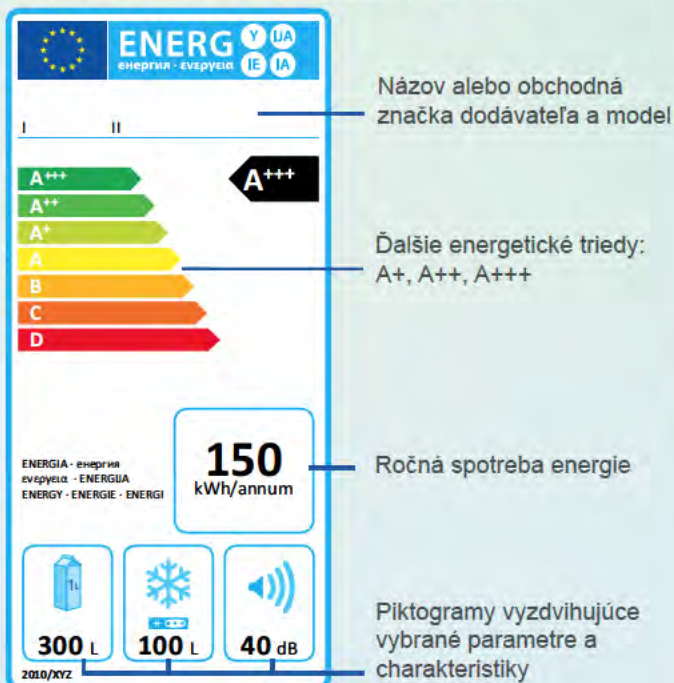 ENERG Y IJA
енергия · ενεργεια IE IA
Názov alebo obchodná
značka dodávateľa a model
I II
A+++ A+++
A++
A+
A
B
C
D
Ďalšie energetické triedy:
A+, A++, A+++
ENERGIA · енергия
ενεργεια · ENERGIJA
ENERGY · ENERGIE · ENERGI
150
kWh/annum
Ročná spotreba energie
1L
300 L 100 L 40 dB
2010/XYZ
Piktogramy vyzdvihujúce
vybrané parametre a
charakteristiky